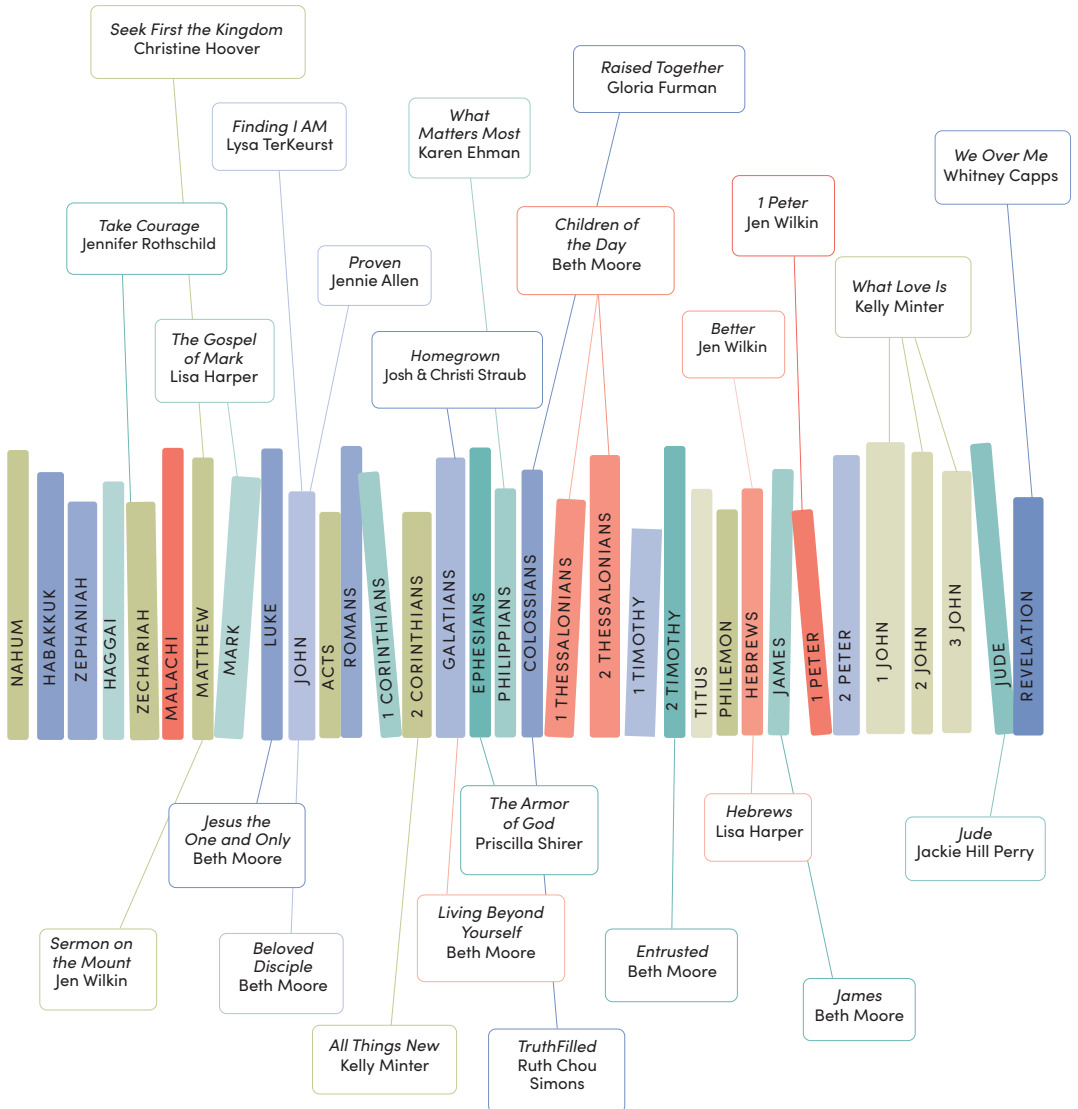 Seek First the Kingdom
Christine Hoover
Raised Together
Gloria Furman
Finding I AM
Lysa TerKeurst
What
Matters Most
Karen Ehman
We Over Me
Whitney Capps
Take Courage
Jennifer Rothschild
Children of
the Day
Beth Moore
1 Peter
Jen Wilkin
Proven
Jennie Allen
What Love Is
Kelly Minter
The Gospel
of Mark
Lisa Harper
Better
Jen Wilkin
Homegrown
Josh & Christi Straub
NAHUM
HABAKKUK
ZEPHANIAH
HAGGAI
ZECHARIAH
MALACHI
MATTHEW
MARK
LUKE
JOHN
ACTS
ROMANS
1 CORINTHIANS
2 CORINTHIANS
GALATIANS
EPHESIANS
PHILIPPIANS
COLOSSIANS
1 THESSALONIANS
2 THESSALONIANS
1 TIMOTHY
2 TIMOTHY
TITUS
PHILEMON
HEBREWS
JAMES
1 PETER
2 PETER
1 JOHN
2 JOHN
3 JOHN
JUDE
REVELATION
Jesus the
One and Only
Beth Moore
The Armor
of God
Priscilla Shirer
Hebrews
Lisa Harper
Jude
Jackie Hill Perry
Sermon on
the Mount
Jen Wilkin
Beloved
Disciple
Beth Moore
Living Beyond
Yourself
Beth Moore
Entrusted
Beth Moore
James
Beth Moore
All Things New
Kelly Minter
TruthFilled
Ruth Chou
Simons